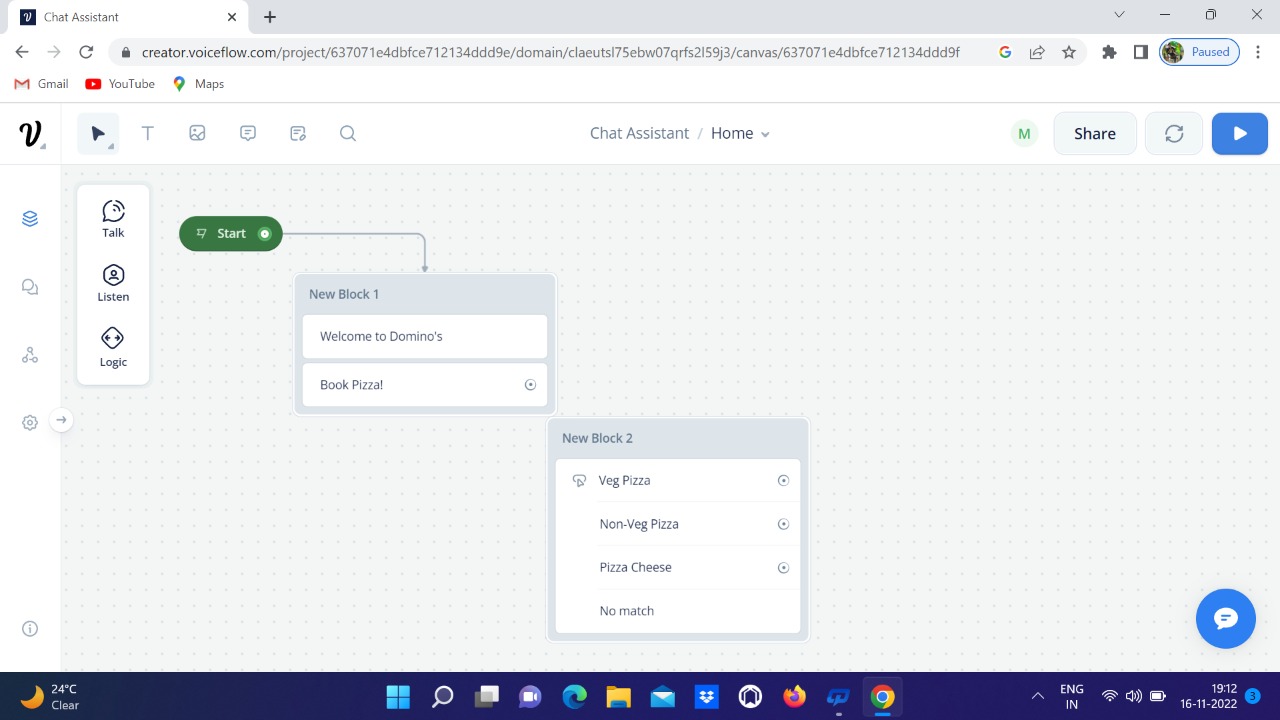 Chat Assistant
creator.voiceflow.com/project/637071e4dbfce712134ddd9e/domain/claeutsl75ebw07qrfs2l59j3/canvas/637071e4dbfce712134ddd9f
Paused
Gmail
YouTube
Maps
Chat Assistant / Home
M
Share
Talk
Listen
Logic
Start
New Block 1
Welcome to Domino's
Book Pizza!
New Block 2
Veg Pizza
Non-Veg Pizza
Pizza Cheese
No match
24°C
Clear
ENG
IN
19:12
16-11-2022
3